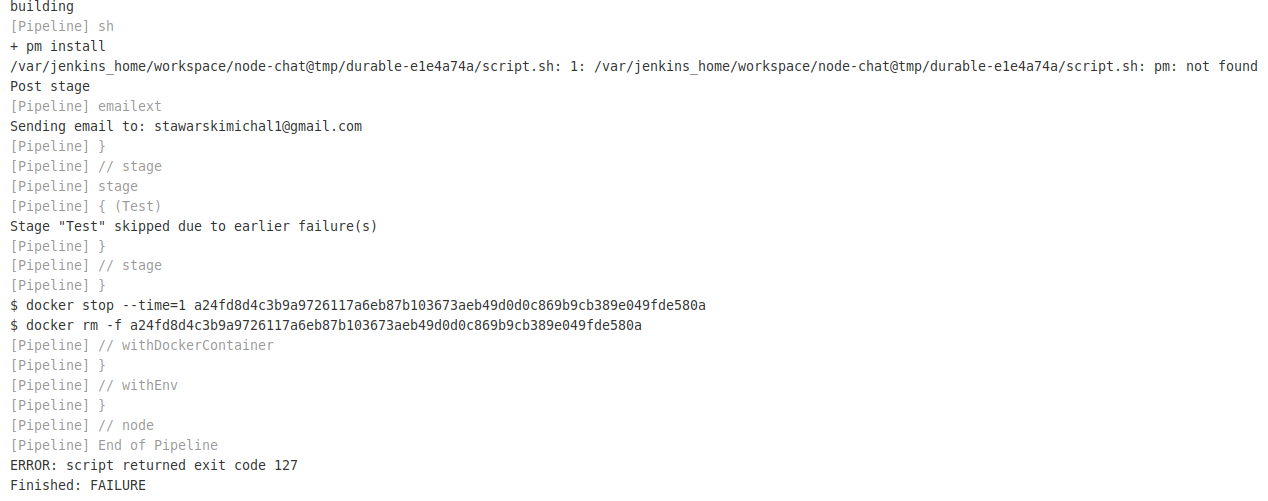 building
[Pipeline] sh
+ pm install
/var/jenkins_home/workspace/node-chat@tmp/durable-e1e4a74a/script.sh: 1: /var/jenkins_home/workspace/node-chat@tmp/durable-e1e4a74a/script.sh: pm: not found
Post stage
[Pipeline] emailext
Sending email to: stawarskimichal1@gmail.com
[Pipeline] }
[Pipeline] // stage
[Pipeline] stage
[Pipeline] { (Test)
Stage "Test" skipped due to earlier failure(s)
[Pipeline] }
[Pipeline] // stage
[Pipeline] }
$ docker stop --time=1 a24fd8d4c3b9a9726117a6eb87b103673aeb49d0d0c869b9cb389e049fde580a
$ docker rm -f a24fd8d4c3b9a9726117a6eb87b103673aeb49d0d0c869b9cb389e049fde580a
[Pipeline] // withDockerContainer
[Pipeline] }
[Pipeline] // withEnv
[Pipeline] }
[Pipeline] // node
[Pipeline] End of Pipeline
ERROR: script returned exit code 127
Finished: FAILURE